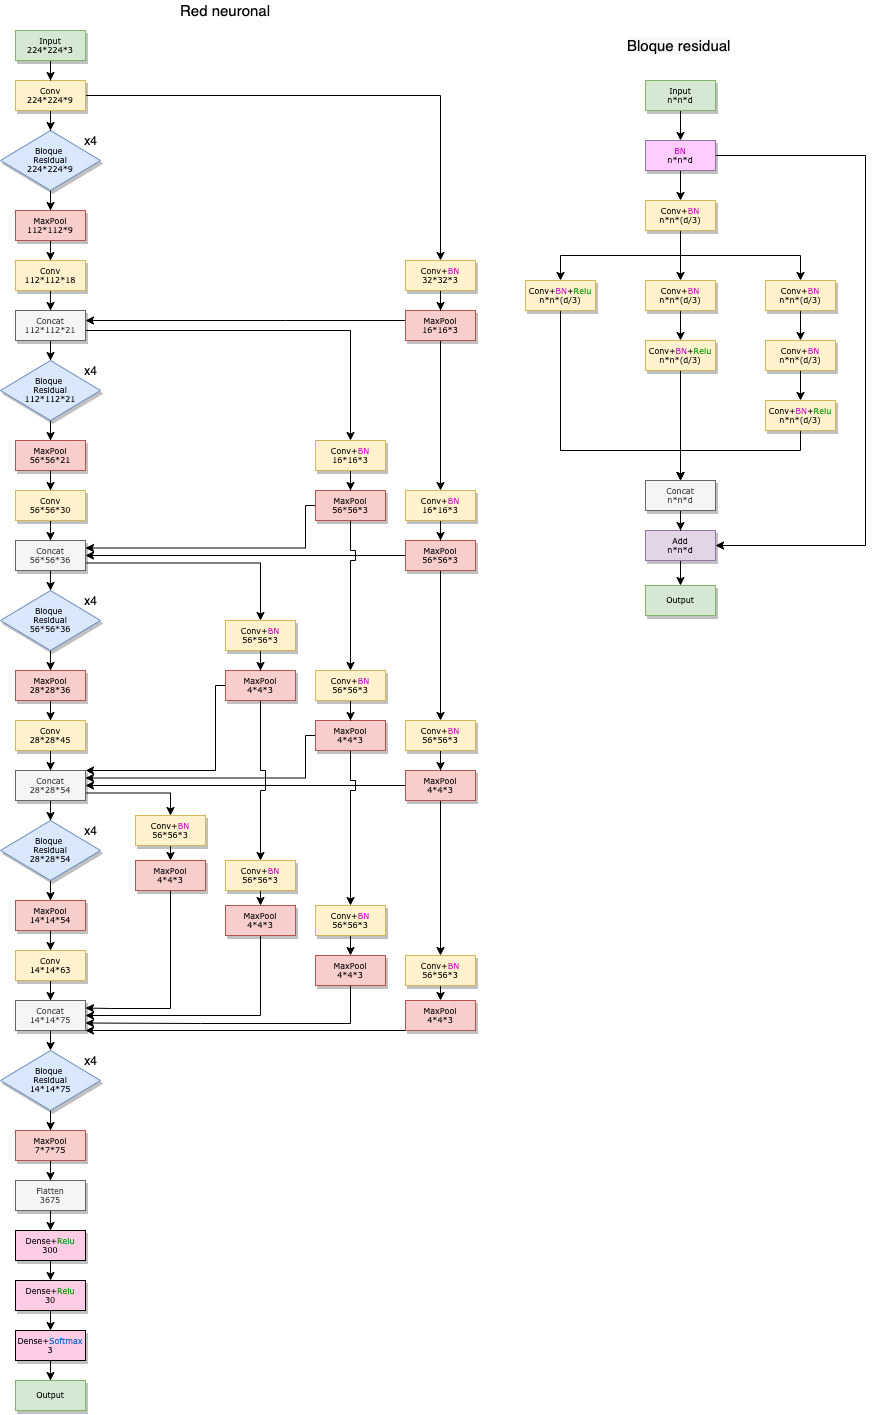 Red neuronal
Input
224*224*3
Conv
224*224*9
x4
Bloque
Residual
224*224*9
MaxPool
112*112*9
Conv
112*112*18
Conv+BN
32*32*3
Concat
112*112*21
MaxPool
16*16*3
x4
Bloque
Residual
112*112*21
MaxPool
56*56*21
Conv+BN
16*16*3
Conv
56*56*30
MaxPool
56*56*3
Conv+BN
16*16*3
Concat
56*56*36
MaxPool
56*56*3
x4
Bloque
Residual
56*56*36
Conv+BN
56*56*3
MaxPool
28*28*36
MaxPool
4*4*3
Conv+BN
56*56*3
Conv
28*28*45
MaxPool
4*4*3
Conv+BN
56*56*3
Concat
28*28*54
MaxPool
4*4*3
x4
Bloque
Residual
28*28*54
Conv+BN
56*56*3
MaxPool
4*4*3
Conv+BN
56*56*3
MaxPool
14*14*54
MaxPool
4*4*3
Conv+BN
56*56*3
Conv
14*14*63
MaxPool
4*4*3
Conv+BN
56*56*3
Concat
14*14*75
MaxPool
4*4*3
x4
Bloque
Residual
14*14*75
MaxPool
7*7*75
Flatten
3675
Dense+Relu
300
Dense+Relu
30
Dense+Softmax
3
Output
Bloque residual
Input
n*n*d
BN
n*n*d
Conv+BN
n*n*(d/3)
Conv+BN+Relu
n*n*(d/3)
Conv+BN
n*n*(d/3)
Conv+BN
n*n*(d/3)
Conv+BN+Relu
n*n*(d/3)
Conv+BN
n*n*(d/3)
Conv+BN+Relu
n*n*(d/3)
Concat
n*n*d
Add
n*n*d
Output